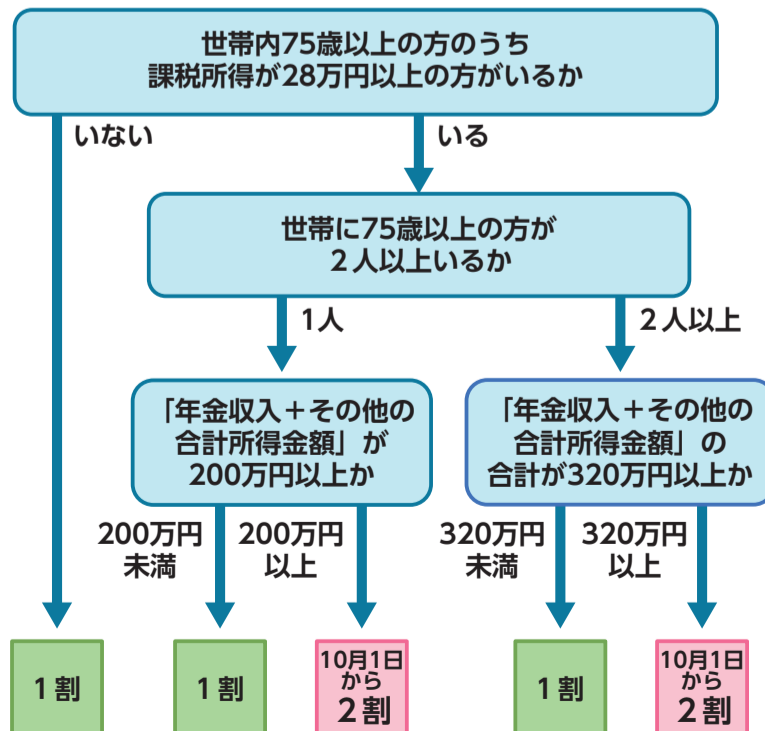 世帯内75歳以上の方のうち
課税所得が28万円以上の方がいるか
いない
いる
世帯に75歳以上の方が
２人以上いるか
1人
２人以上
「年金収入＋その他の
合計所得金額」が
200万円以上か
「年金収入＋その他の
合計所得金額」の
合計が320万円以上か
200万円
未満
200万円
以上
320万円
未満
320万円
以上
１割
１割
10月1日
から
２割
１割
10月1日
から
２割